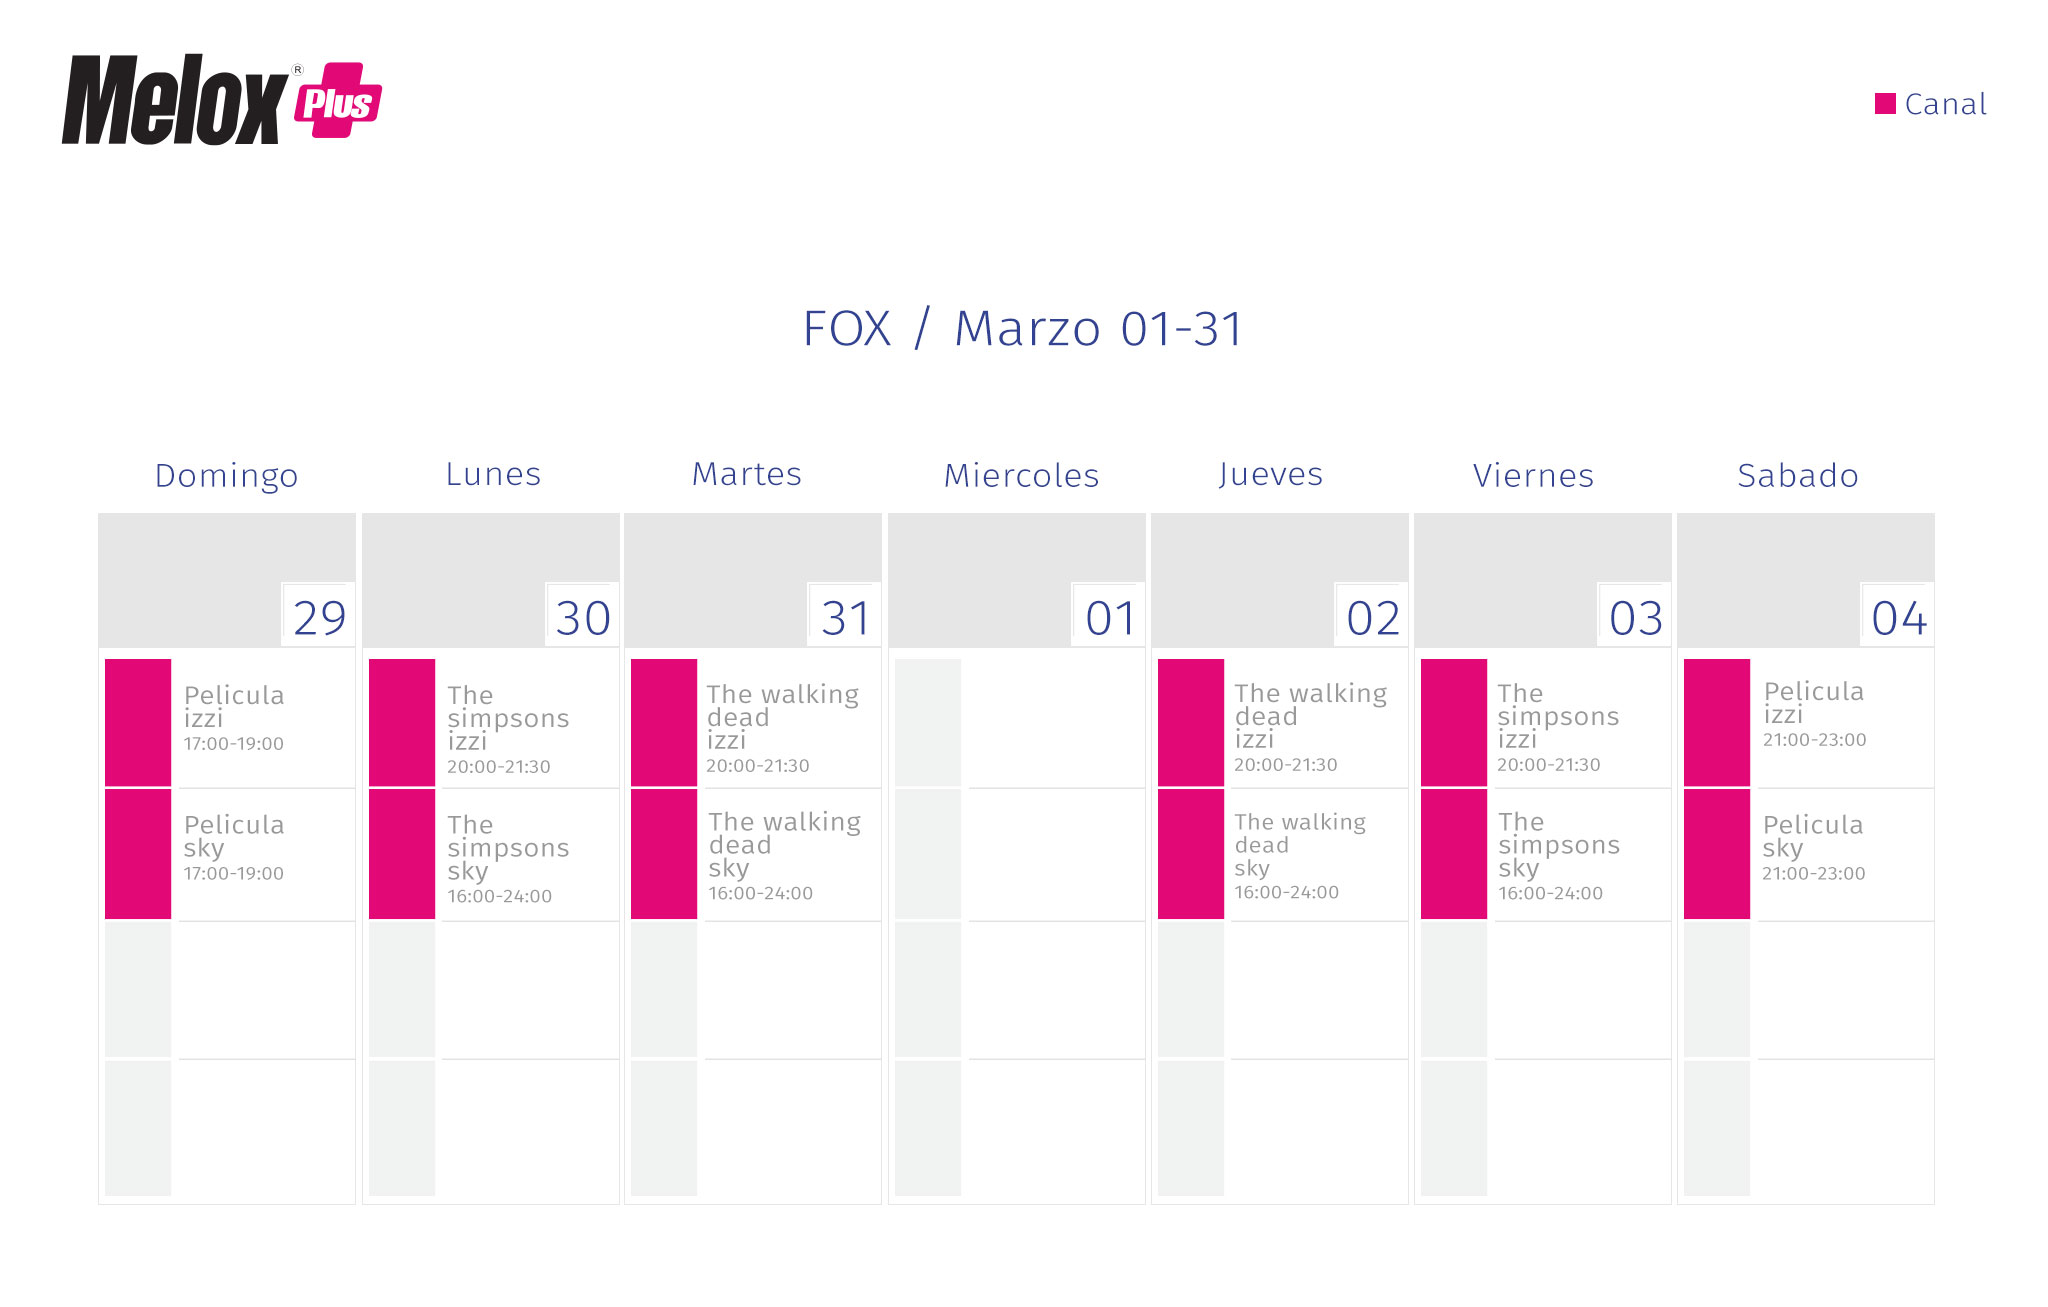 Melox® Plus
Canal
FOX / Marzo 01-31
Domingo
Lunes
Martes
Miercoles
Jueves
Viernes
Sabado
29
30
31
01
02
03
04
Pelicula
izzi
17:00-19:00
The
simpsons
izzi
20:00-21:30
The walking
dead
izzi
20:00-21:30
The walking
dead
izzi
20:00-21:30
The
simpsons
izzi
20:00-21:30
Pelicula
izzi
21:00-23:00
Pelicula
sky
17:00-19:00
The
simpsons
sky
16:00-24:00
The walking
dead
sky
16:00-24:00
The walking
dead
sky
16:00-24:00
The
simpsons
sky
16:00-24:00
Pelicula
sky
21:00-23:00